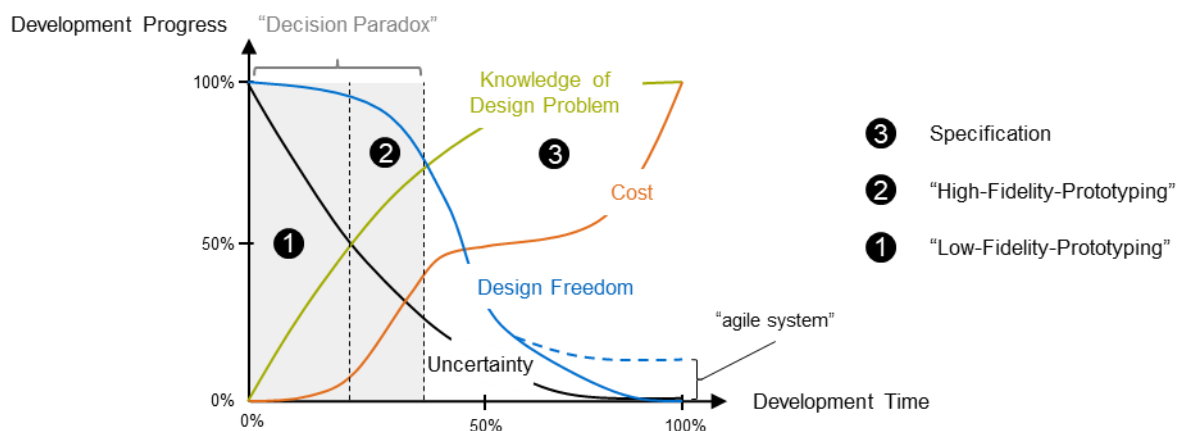 Development Progress
“Decision Paradox”
100%
Knowledge of
Design Problem
2
3
3 Specification
Cost
2 “High-Fidelity-Prototyping”
1
50%
1 “Low-Fidelity-Prototyping”
Design Freedom
“agile system”
Uncertainty
0%
Development Time
0%
50%
100%